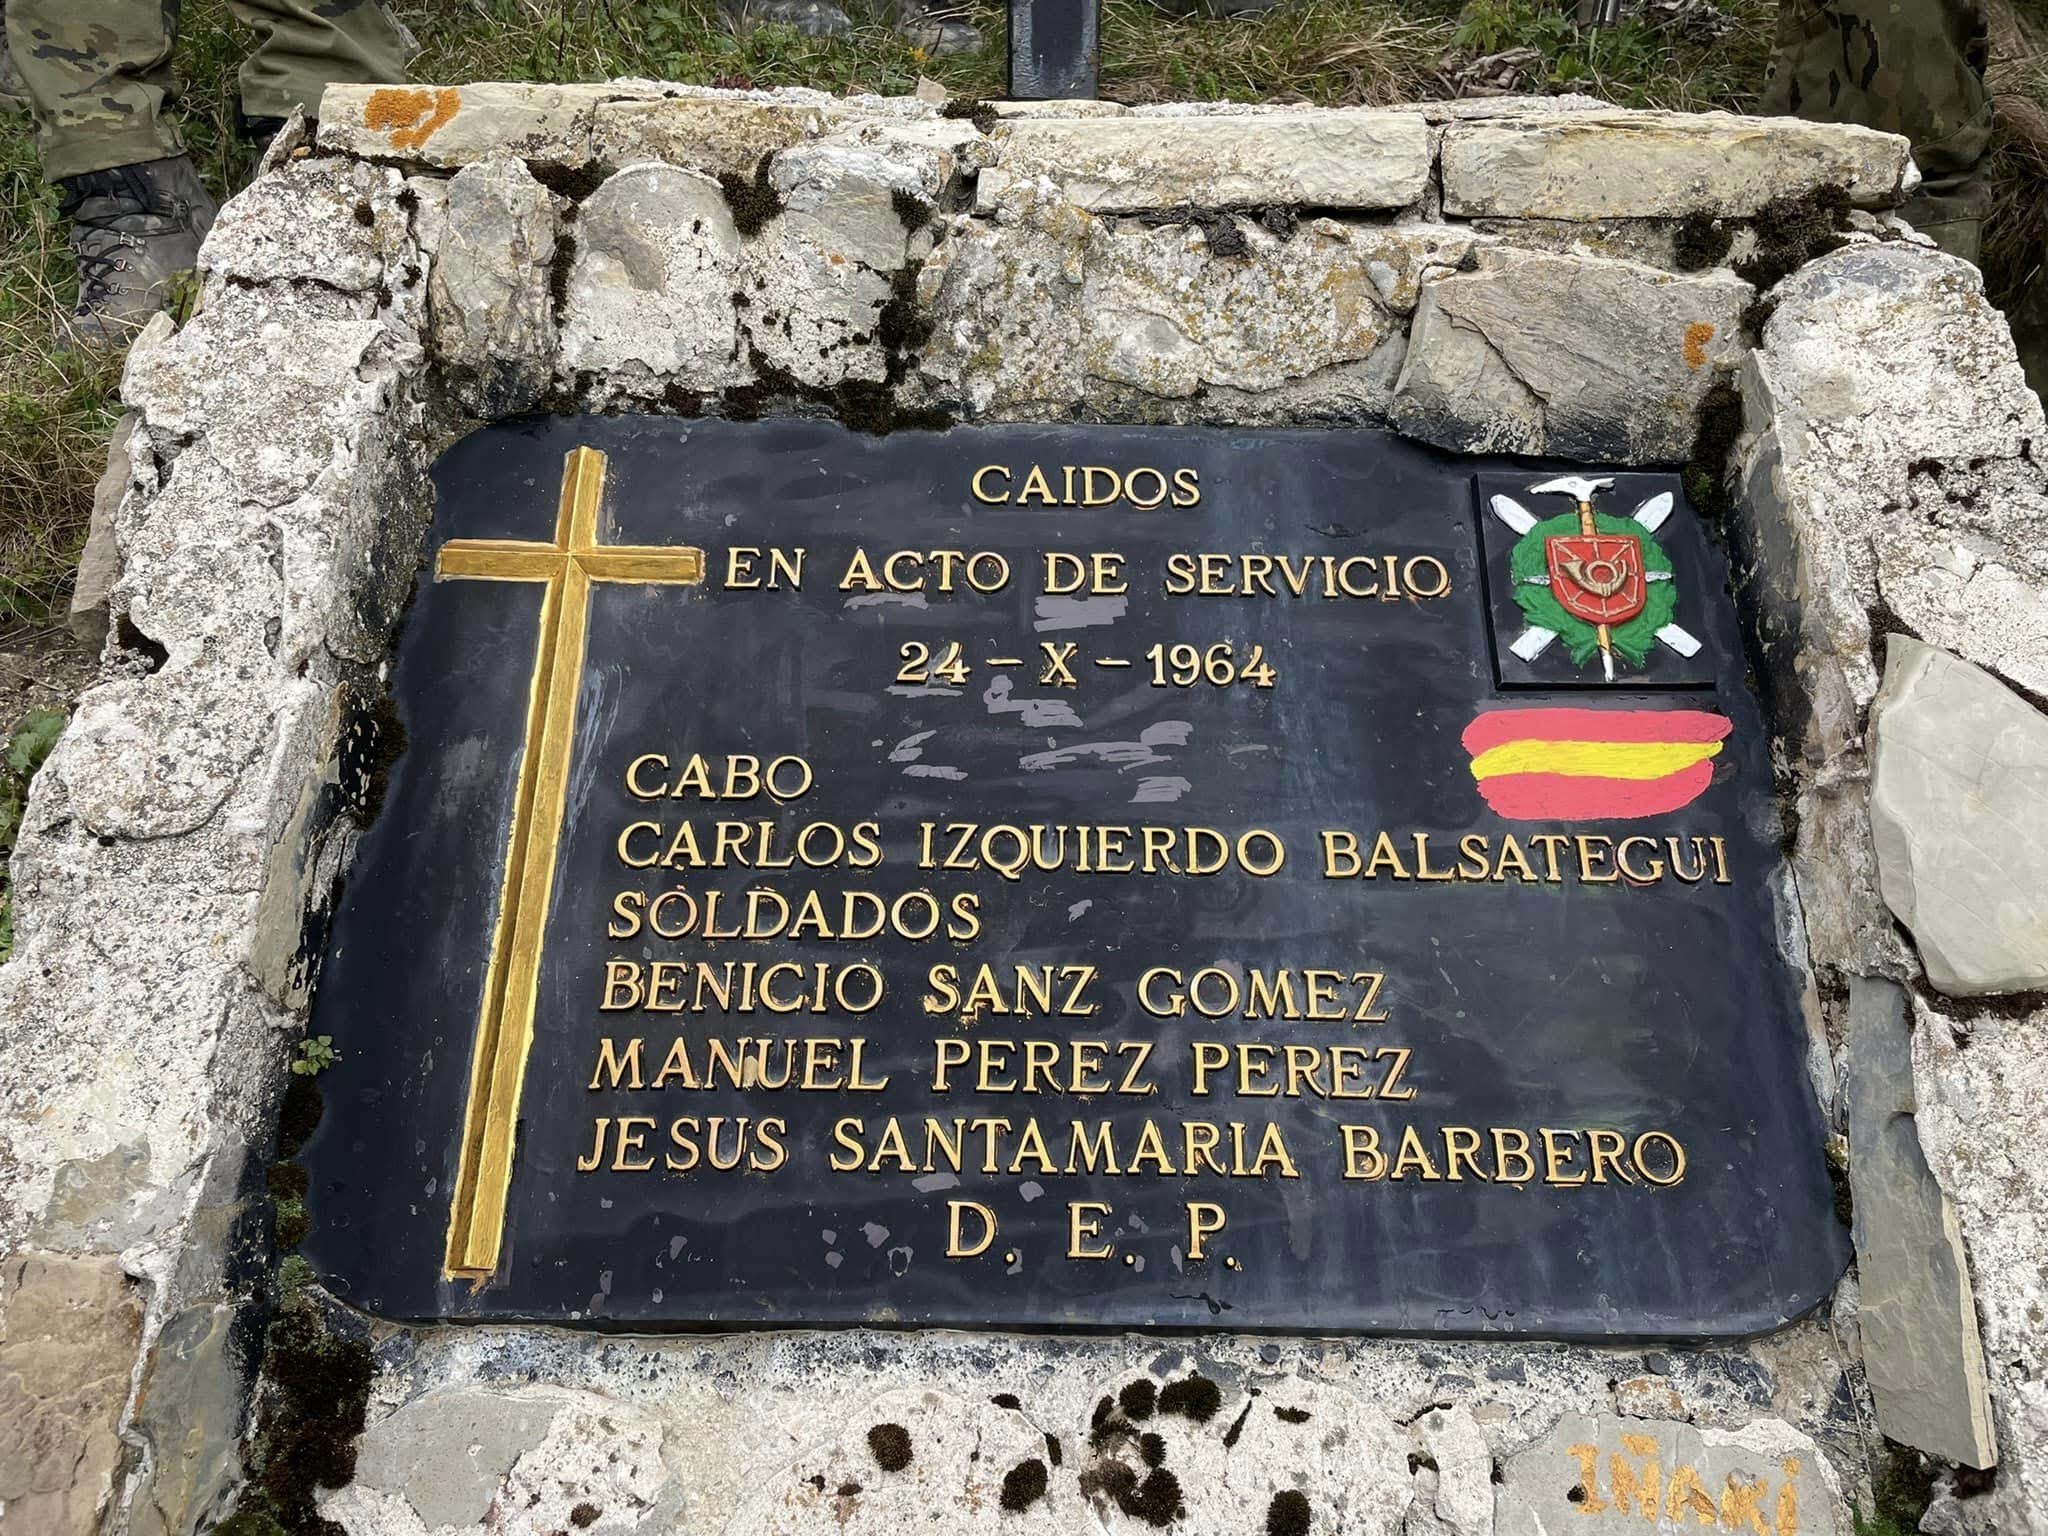 CAIDOS
EN ACTO DE SERVICIO
24 - X - 1964
CABO
CARLOS IZQUIERDO BALSATEGUI
SOLDADOS
BENICIO SANZ GOMEZ
MANUEL PEREZ PEREZ
JESUS SANTAMARIA BARBERO
D. E. P.
IÑAKI